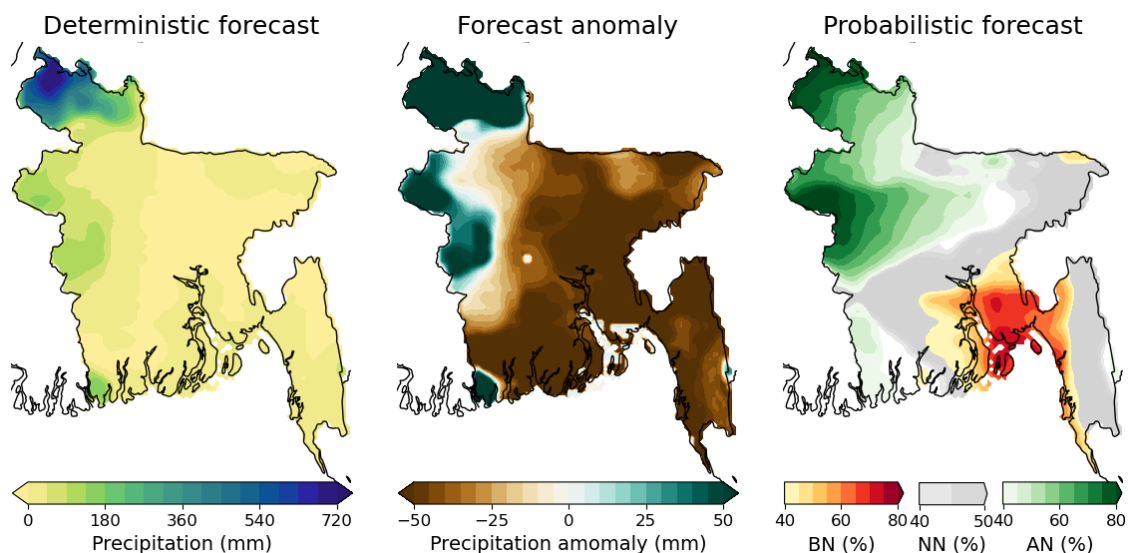 Deterministic forecast
Forecast anomaly
Probabilistic forecast
0 180 360 540 720
Precipitation (mm)
−50 −25 0 25 50
Precipitation amomaly (mm)
40 60 80
BN (%)
40 50
NN (%)
40 60 80
AN (%)